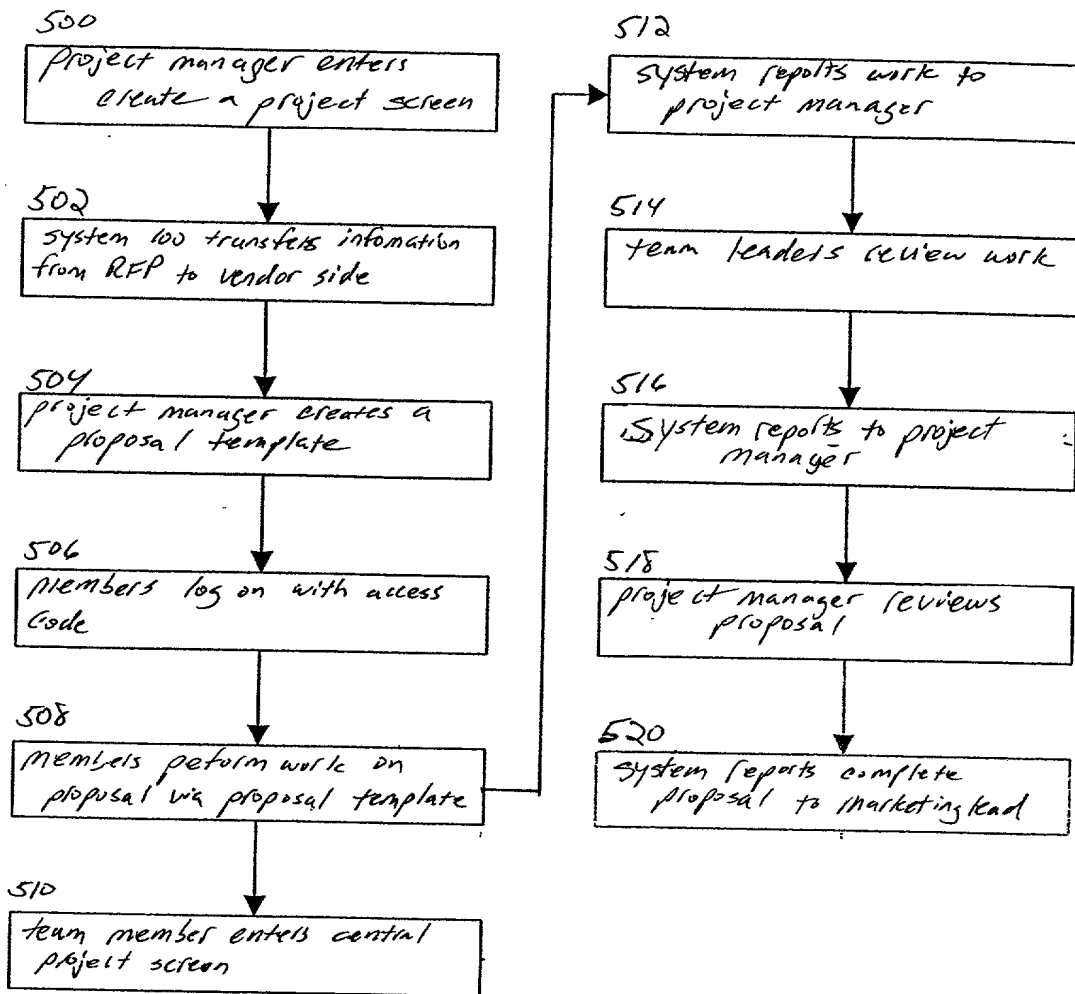 500
project manager enters
create a project screen
502
system 100 transfers infomation
from RFP to vendor side
504
project manager creates a
proposal template
506
members log on with access
code
508
members peform work on
proposal via proposal template
510
team member enters central
project screen
512
system reports work to
project manager
514
team leaders review work
516
system reports to project
manager
518
project manager reviews
proposal
520
system reports complete
proposal to marketing lead